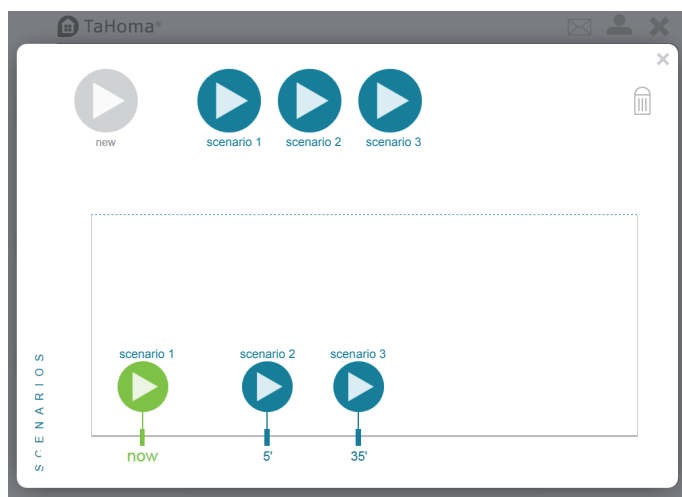 TaHoma®
new
scenario 1
scenario 2
scenario 3
scenario 1
scenario 2
scenario 3
now
5'
35'
SCENARIOS